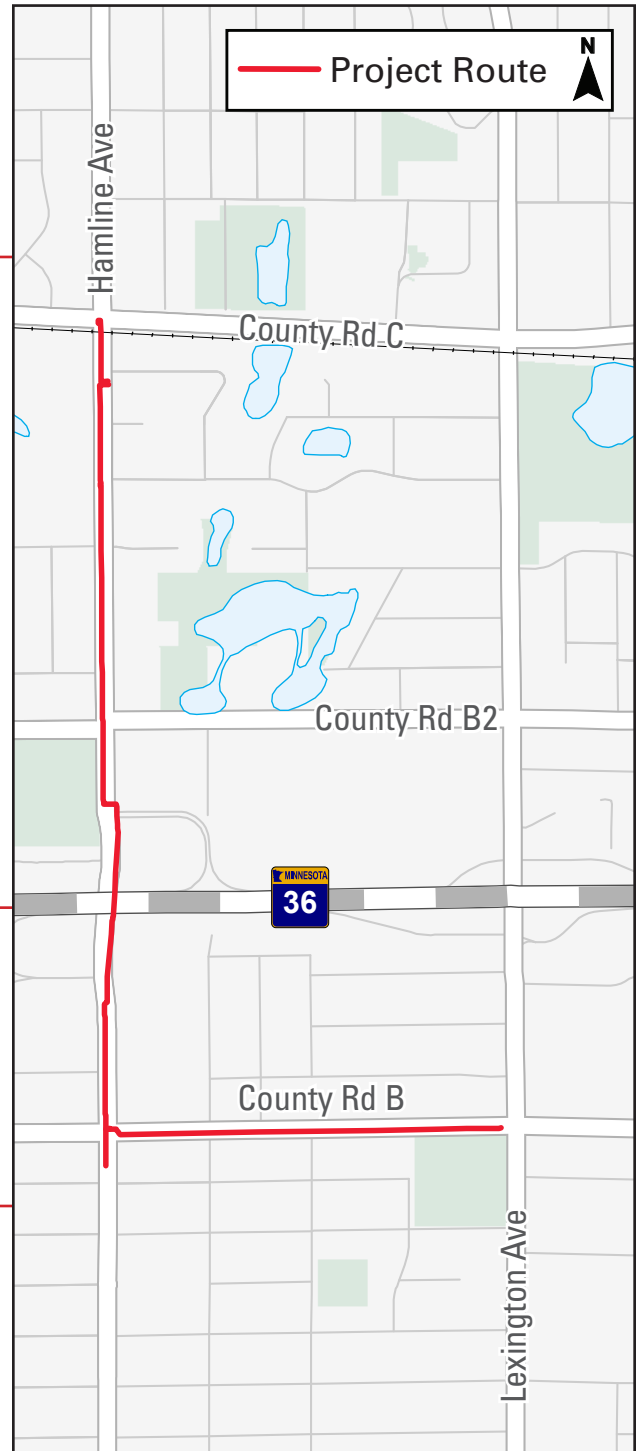 N
Project Route
Hamline Ave
County Rd C
County Rd B2
MINNESOTA
36
County Rd B
Lexington Ave